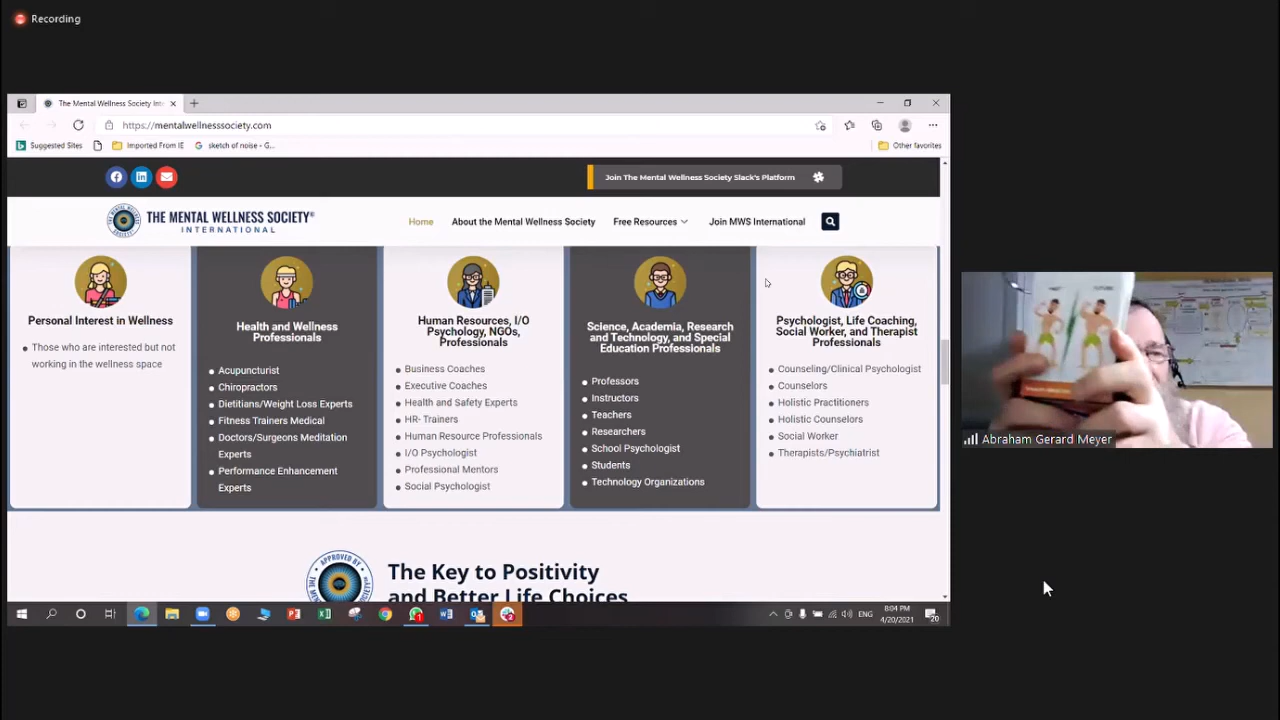 Recording
The Mental Wellness Society Inte
https://mentalwellnesssociety.com
Suggested Sites
Imported From IE
sketch of noise - G...
Other favorites
Join The Mental Wellness Society Slack's Platform
THE MENTAL WELLNESS SOCIETY®
INTERNATIONAL
Home
About the Mental Wellness Society
Free Resources
Join MWS International
Personal Interest in Wellness
Those who are interested but not
working in the wellness space
Health and Wellness
Professionals
Acupuncturist
Chiropractors
Dietitians/Weight Loss Experts
Fitness Trainers Medical
Doctors/Surgeons Meditation
Experts
Performance Enhancement
Experts
Human Resources, I/O
Psychology, NGOs,
Professionals
Business Coaches
Executive Coaches
Health and Safety Experts
HR- Trainers
Human Resource Professionals
I/O Psychologist
Professional Mentors
Social Psychologist
Science, Academia, Research
and Technology, and Special
Education Professionals
Professors
Instructors
Teachers
Researchers
School Psychologist
Students
Technology Organizations
Psychologist, Life Coaching,
Social Worker, and Therapist
Professionals
Counseling/Clinical Psychologist
Counselors
Holistic Practitioners
Holistic Counselors
Social Worker
Therapists/Psychiatrist
APPROVED BY
The Key to Positivity
and Better Life Choices
ENG
8:04 PM
4/20/2021
20
Abraham Gerard Meyer